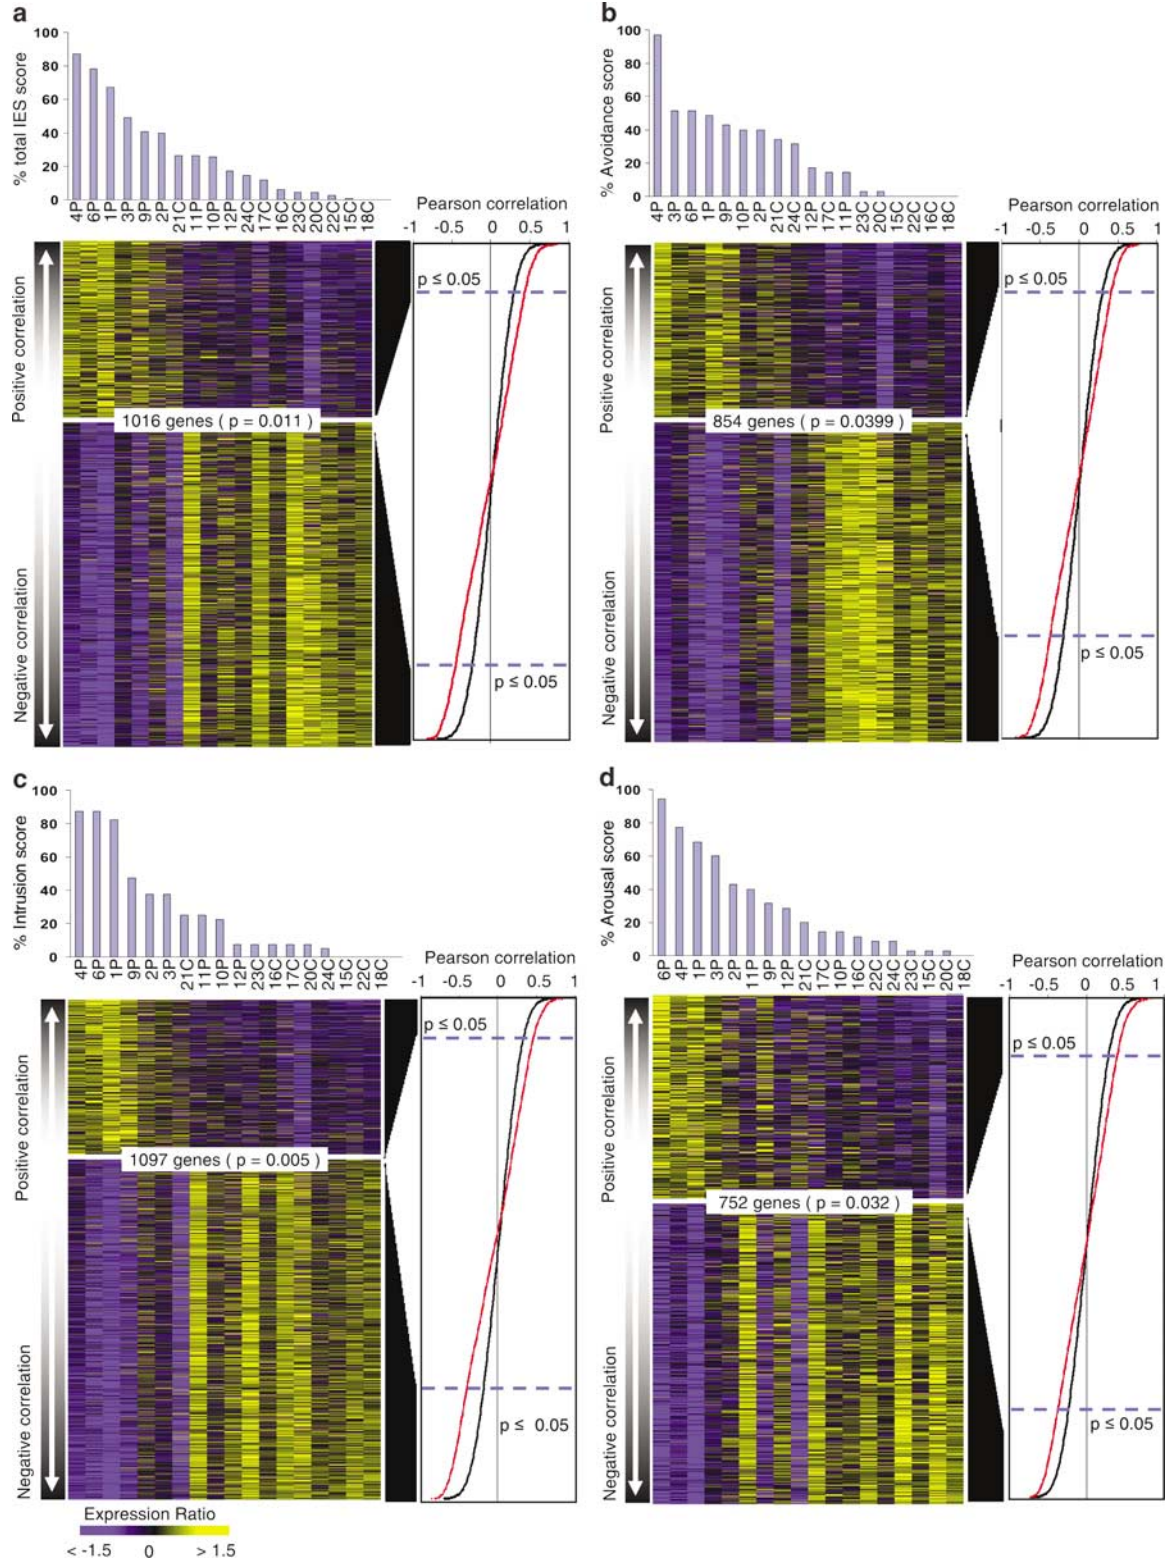 a
% total IES score
100
80
60
40
20
0
4P 6P 1P 3P 9P 2P 21C 11P 10P 12P 24C 17C 16C 23C 20C 22C 15C 18C
Pearson correlation
-1 -0.5 0 0.5 1
p ≤ 0.05
Positive correlation
1016 genes ( p = 0.011 )
Negative correlation
p ≤ 0.05
b
% Avoidance score
100
80
60
40
20
0
4P 3P 6P 1P 9P 10P 2P 21C 24C 12P 17C 11P 23C 20C 15C 22C 16C 18C
Pearson correlation
-1 -0.5 0 0.5 1
p ≤ 0.05
Positive correlation
854 genes ( p = 0.0399 )
Negative correlation
p ≤ 0.05
c
% Intrusion score
100
80
60
40
20
0
4P 6P 1P 9P 2P 3P 21C 11P 10P 12P 23C 16C 17C 20C 24C 15C 22C 18C
Pearson correlation
-1 -0.5 0 0.5 1
p ≤ 0.05
Positive correlation
1097 genes ( p = 0.005 )
Negative correlation
p ≤ 0.05
Expression Ratio
< -1.5 0 > 1.5
d
% Arousal score
100
80
60
40
20
0
6P 4P 1P 3P 2P 11P 9P 12P 21C 17C 10P 16C 22C 24C 23C 15C 20C 18C
Pearson correlation
-1 -0.5 0 0.5 1
p ≤ 0.05
Positive correlation
752 genes ( p = 0.032 )
Negative correlation
p ≤ 0.05